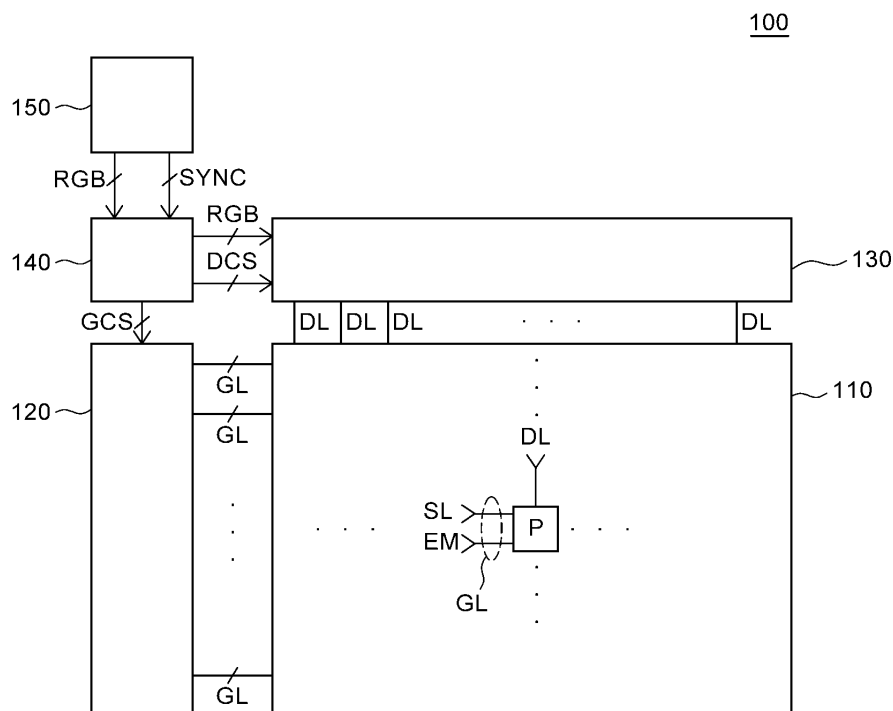 100
150
RGB SYNC
RGB
140
DCS
130
GCS
DL DL DL . . . DL
GL
110
120
GL
DL
SL
P
EM
GL
GL